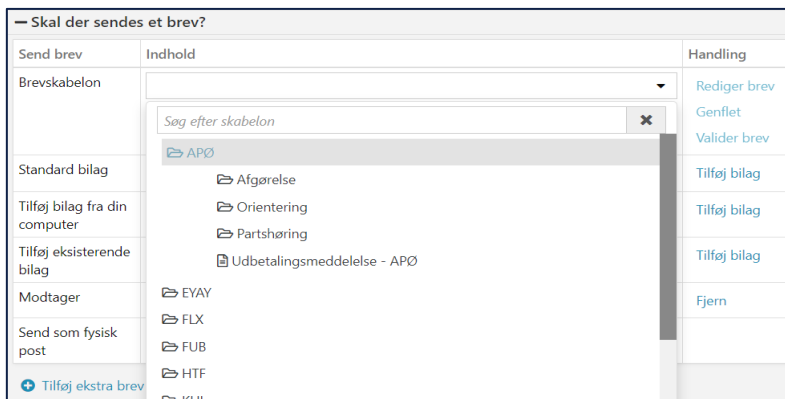 Skal der sendes et brev?
Send brev Indhold Handling
Brevskabelon Rediger brev
Søg efter skabelon Genflet
APØ Valider brev
Afgørelse
Standard bilag Tilføj bilag
Orientering
Tilføj bilag fra din
computer Tilføj bilag
Partshøring
Tilføj eksisterende
bilag Tilføj bilag
Udbetalingsmeddelelse - APØ
Modtager Fjern
EYAY
FLX
Send som fysisk
post
FUB
HTF
Tilføj ekstra brev